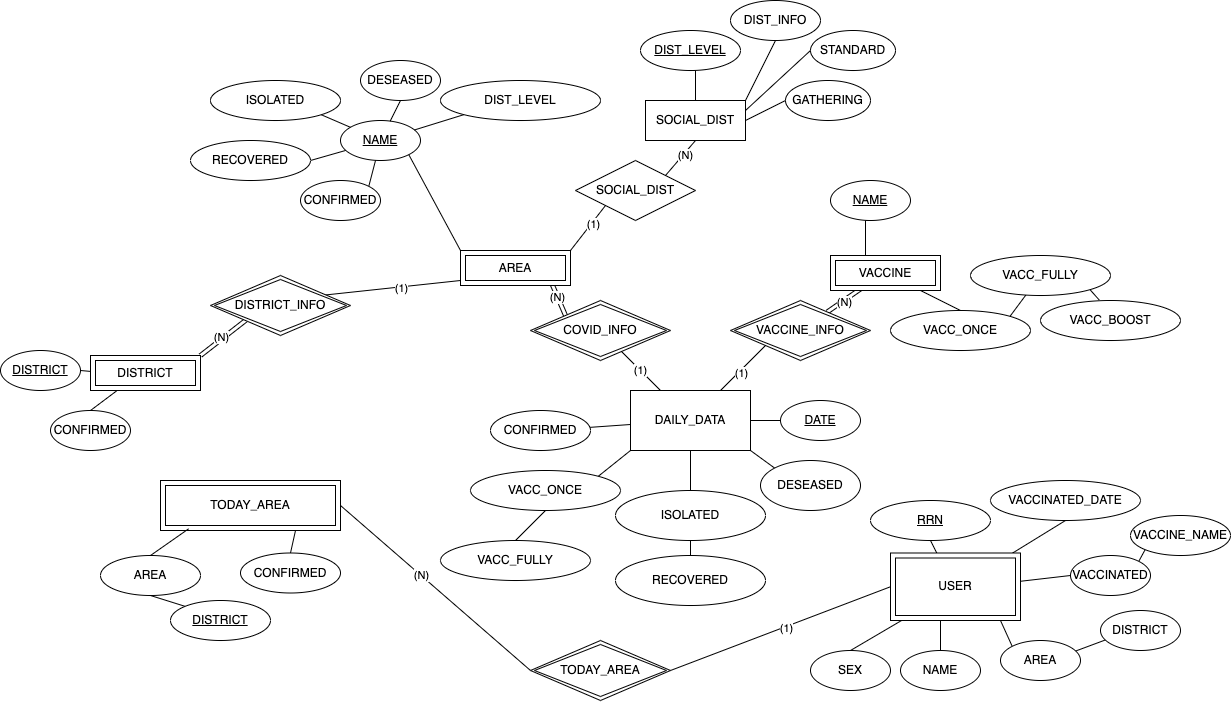 DIST_INFO
DIST_LEVEL
STANDARD
DESEASED
ISOLATED
DIST_LEVEL
GATHERING
SOCIAL_DIST
NAME
RECOVERED
(N)
CONFIRMED
SOCIAL_DIST
NAME
(1)
AREA
VACCINE
VACC_FULLY
(1)
(N)
(N)
DISTRICT_INFO
VACC_BOOST
COVID_INFO
VACCINE_INFO
VACC_ONCE
(N)
DISTRICT
DISTRICT
(1)
(1)
CONFIRMED
CONFIRMED
DAILY_DATA
DATE
DESEASED
VACC_ONCE
VACCINATED_DATE
TODAY_AREA
ISOLATED
RRN
VACCINE_NAME
VACC_FULLY
AREA
CONFIRMED
(N)
VACCINATED
RECOVERED
USER
DISTRICT
(1)
DISTRICT
TODAY_AREA
SEX
NAME
AREA